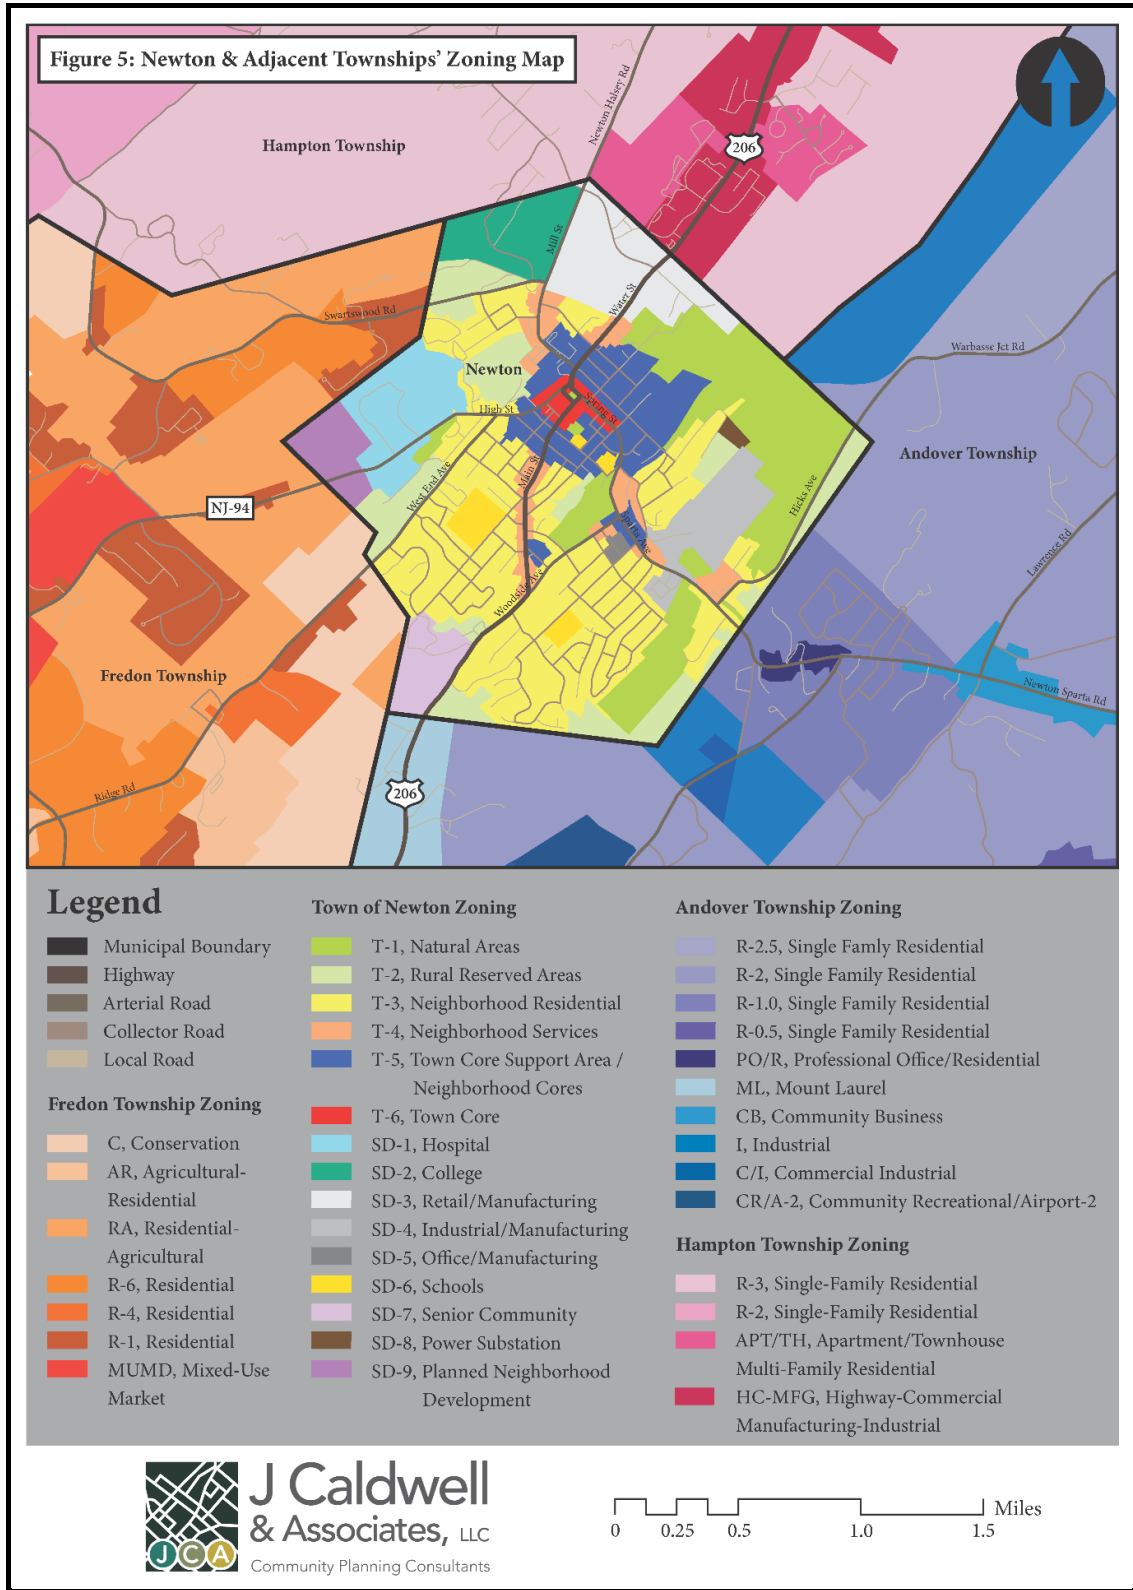 Figure 5: Newton & Adjacent Townships' Zoning Map
Hampton Township
Newton Halsey Rd
206
Mill St
Water St
Swartswood Rd
Warbasse Jct Rd
Newton
High St
Spring St
Main St
West End Ave
Andover Township
Hicks Ave
NJ-94
Sparta Ave
Lawrence Rd
Woodside Ave
Fredon Township
Newton Sparta Rd
Ridge Rd
206
Legend
Municipal Boundary
Highway
Arterial Road
Collector Road
Local Road
Fredon Township Zoning
C, Conservation
AR, Agricultural-
Residential
RA, Residential-
Agricultural
R-6, Residential
R-4, Residential
R-1, Residential
MUMD, Mixed-Use
Market
Town of Newton Zoning
T-1, Natural Areas
T-2, Rural Reserved Areas
T-3, Neighborhood Residential
T-4, Neighborhood Services
T-5, Town Core Support Area /
Neighborhood Cores
T-6, Town Core
SD-1, Hospital
SD-2, College
SD-3, Retail/Manufacturing
SD-4, Industrial/Manufacturing
SD-5, Office/Manufacturing
SD-6, Schools
SD-7, Senior Community
SD-8, Power Substation
SD-9, Planned Neighborhood
Development
Andover Township Zoning
R-2.5, Single Famly Residential
R-2, Single Family Residential
R-1.0, Single Family Residential
R-0.5, Single Family Residential
PO/R, Professional Office/Residential
ML, Mount Laurel
CB, Community Business
I, Industrial
C/I, Commercial Industrial
CR/A-2, Community Recreational/Airport-2
Hampton Township Zoning
R-3, Single-Family Residential
R-2, Single-Family Residential
APT/TH, Apartment/Townhouse
Multi-Family Residential
HC-MFG, Highway-Commercial
Manufacturing-Industrial
JCA
J Caldwell
& Associates, LLC
Community Planning Consultants
Miles
0 0.25 0.5 1.0 1.5